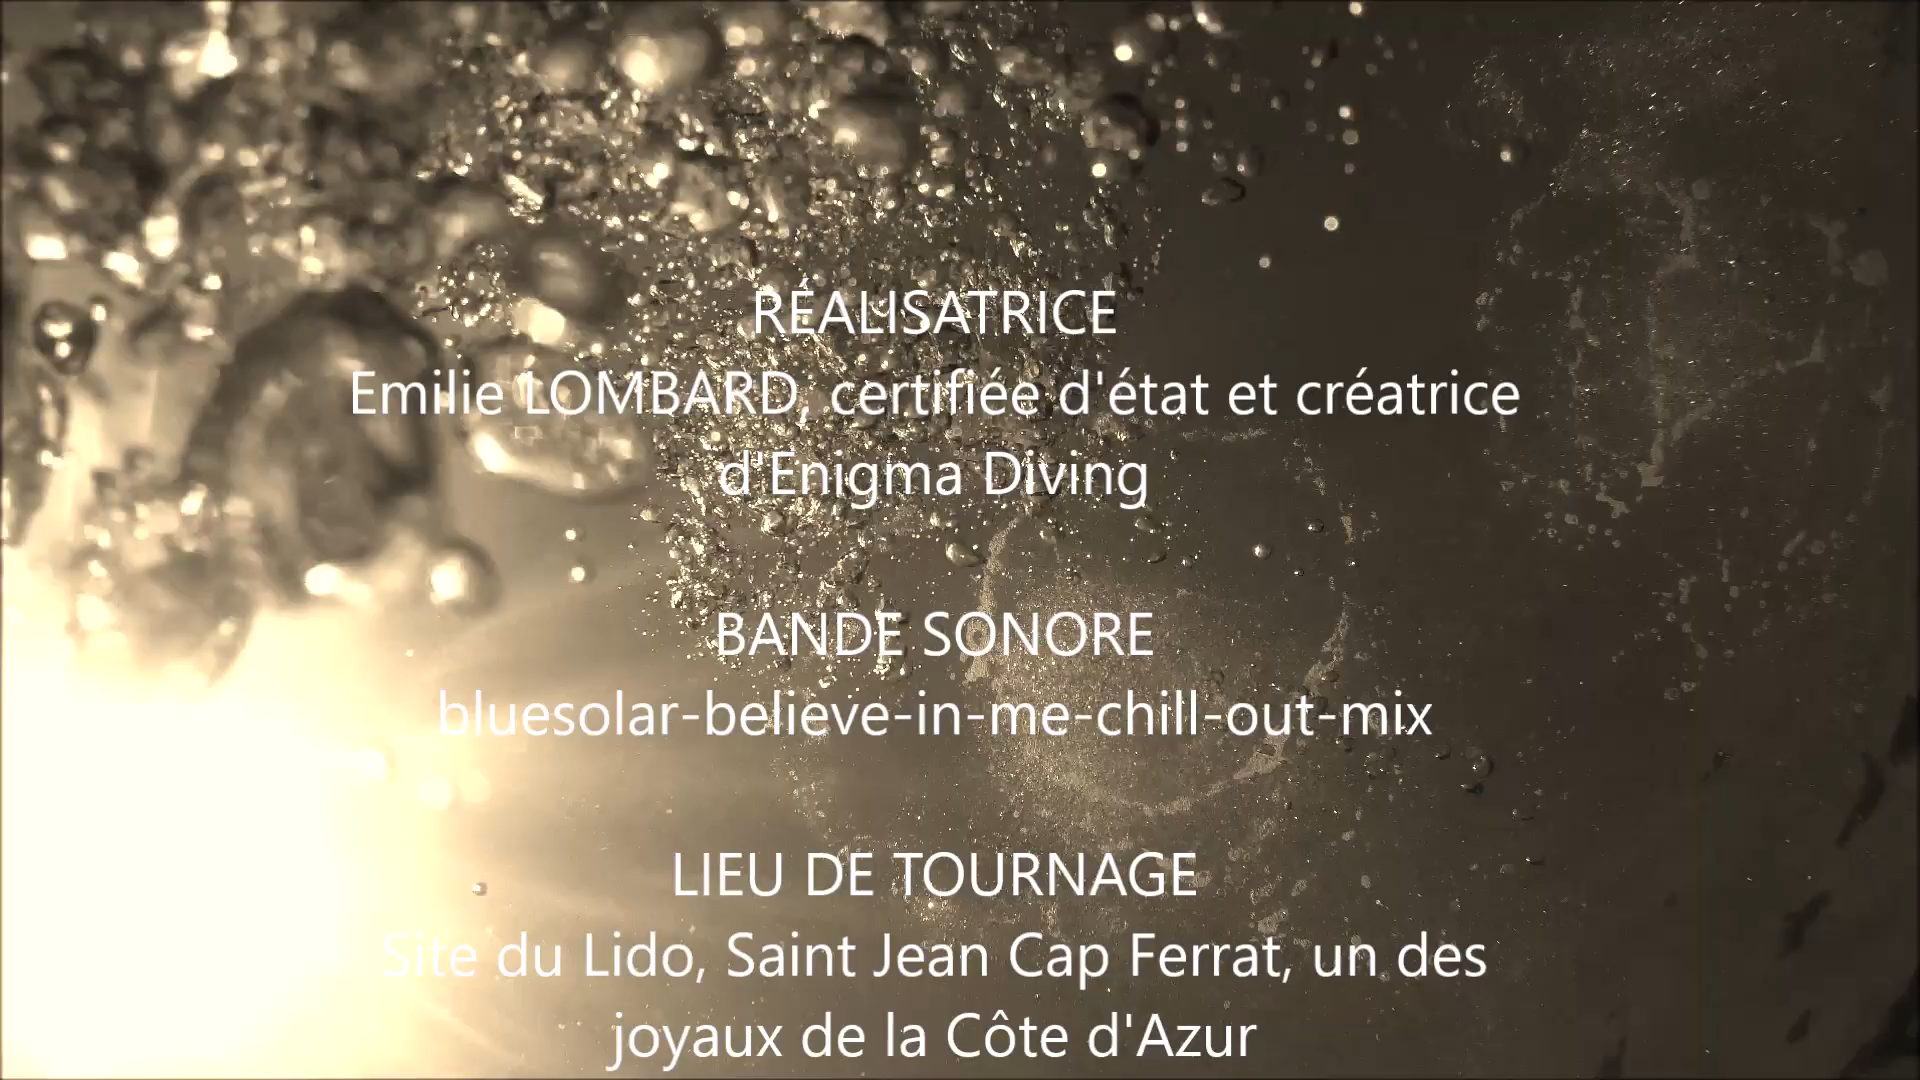 RÉALISATRICE
Emilie LOMBARD, certifiée d'état et créatrice
d'Enigma Diving
BANDE SONORE
bluesolar-believe-in-me-chill-out-mix
LIEU DE TOURNAGE
Site du Lido, Saint Jean Cap Ferrat, un des
joyaux de la Côte d'Azur